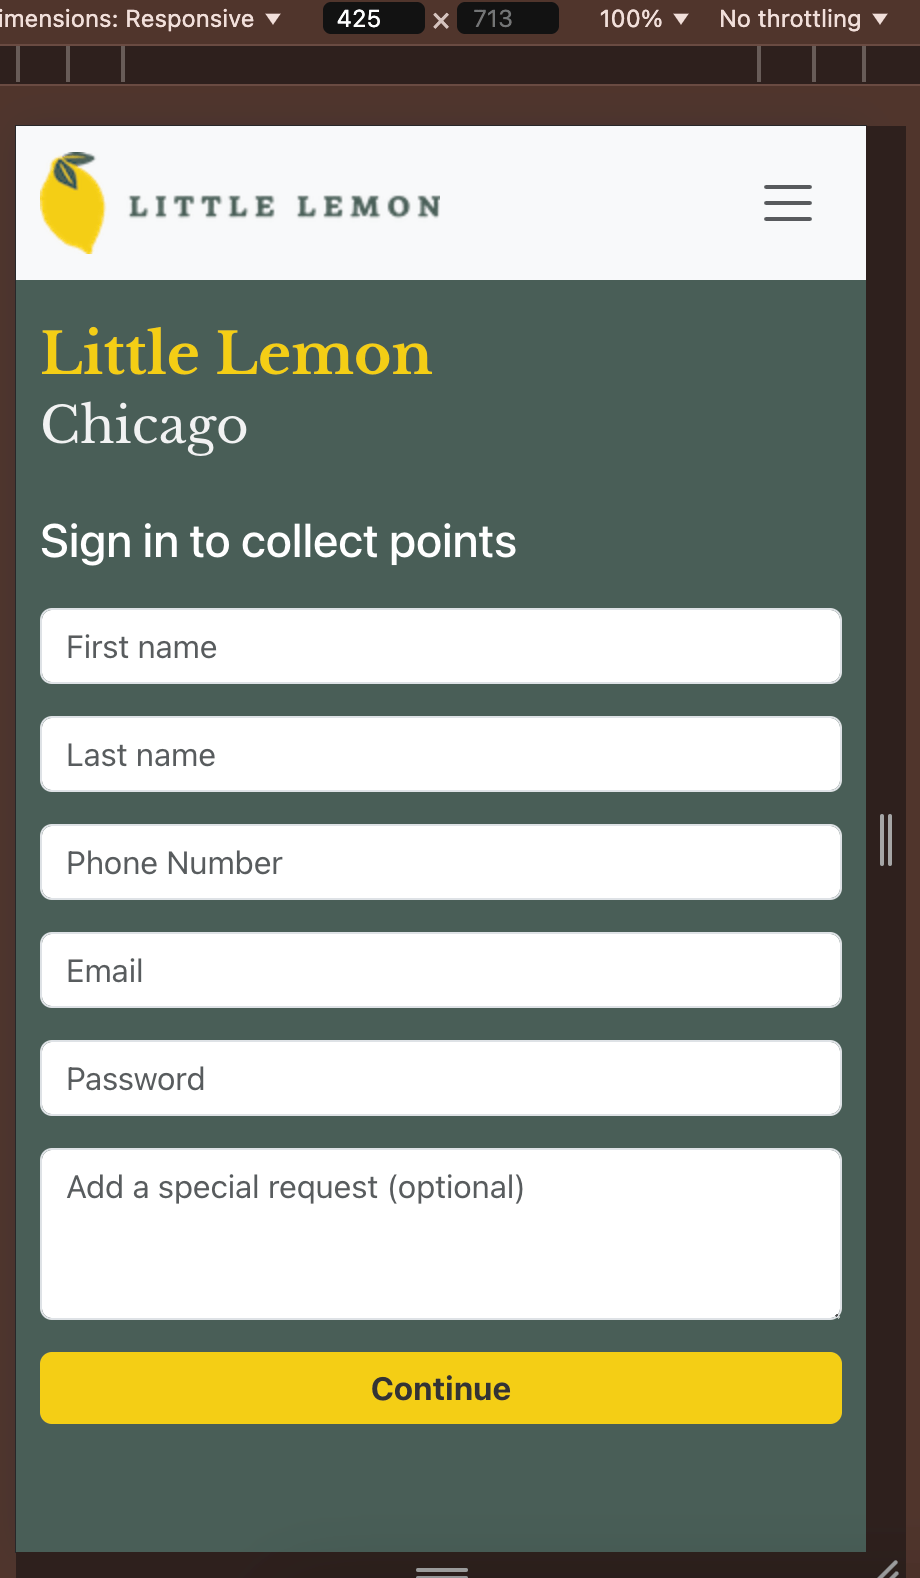 imensions: Responsive ▼ 425 × 713 100% ▼ No throttling ▼
LITTLE LEMON
Little Lemon
Chicago
Sign in to collect points
First name
Last name
Phone Number
Email
Password
Add a special request (optional)
Continue